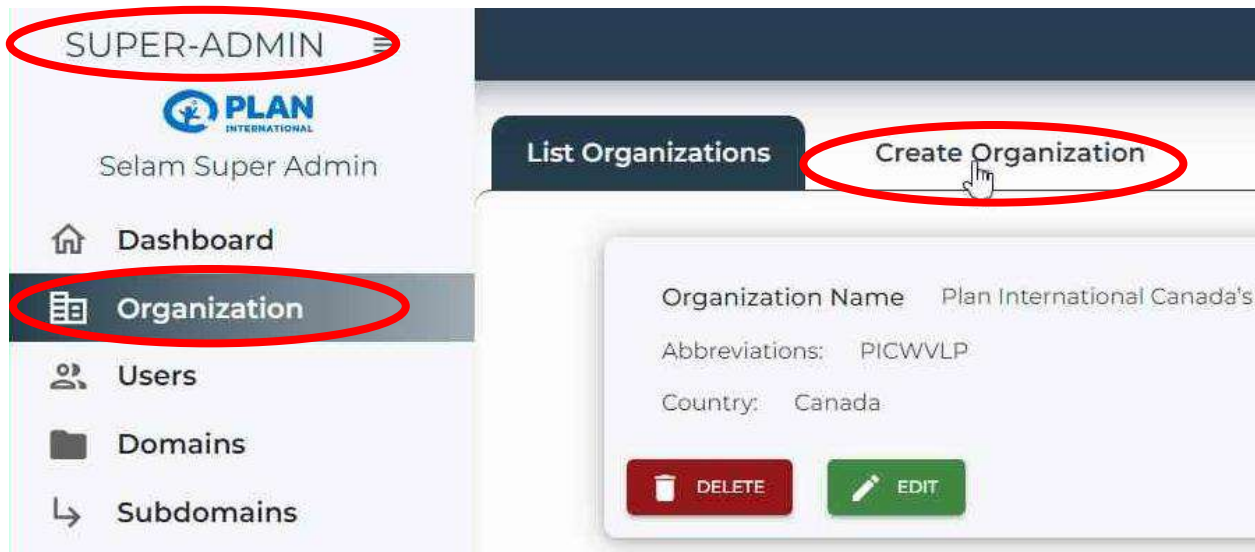 SUPER-ADMIN
PLAN
INTERNATIONAL
Selam Super Admin
Dashboard
Organization
Users
Domains
Subdomains
List Organizations
Create Organization
Organization Name Plan International Canada's
Abbreviations: PICWVLP
Country: Canada
DELETE
EDIT